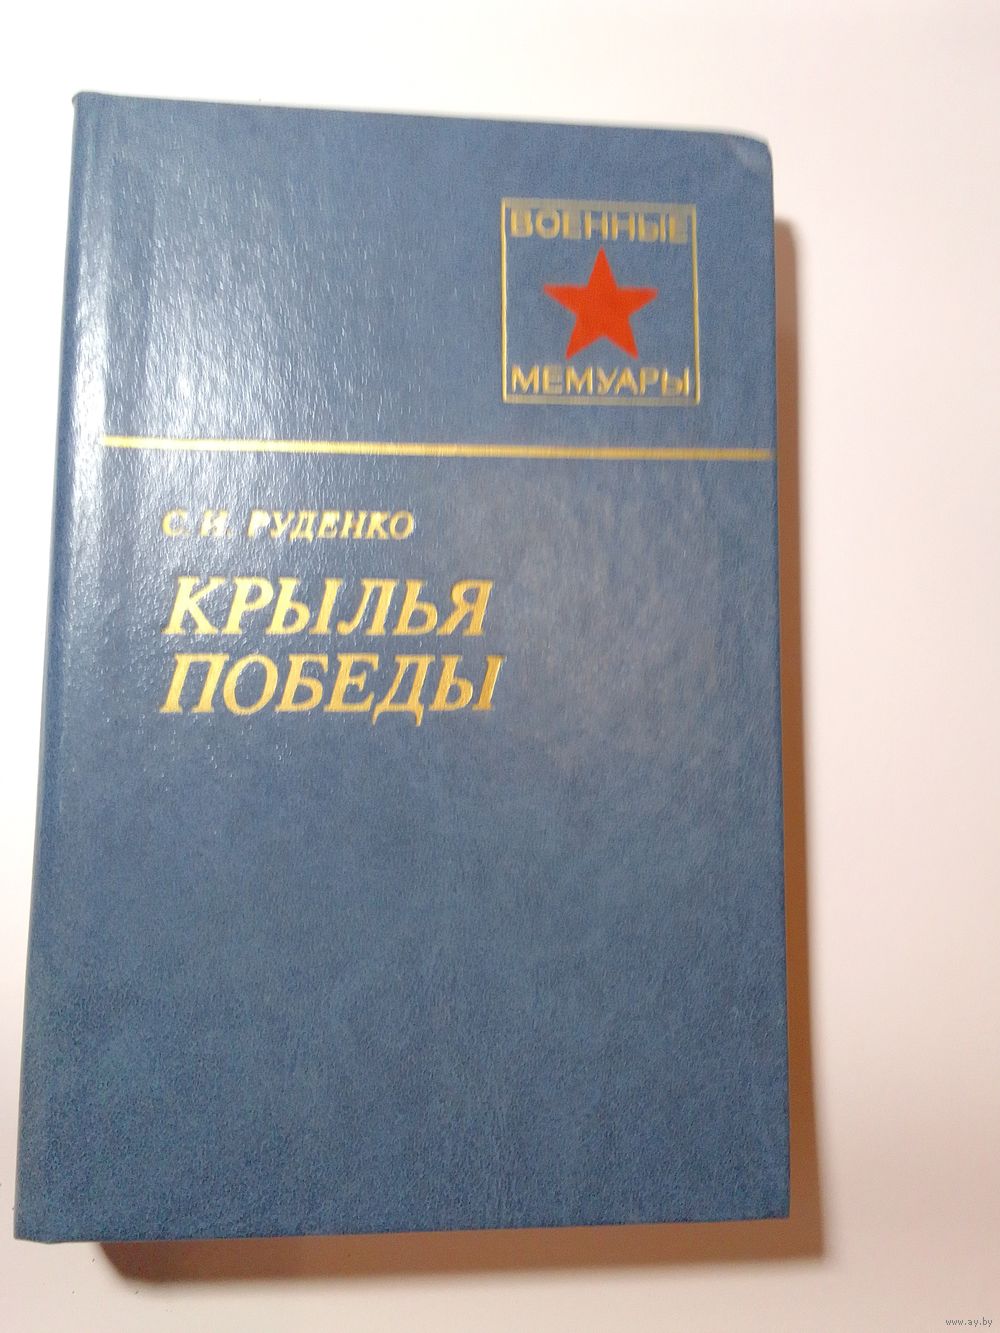 ВОЕННЫЕ
МЕМУАРЫ
С. И. РУДЕНКО
КРЫЛЬЯ
ПОБЕДЫ
www.ay.by